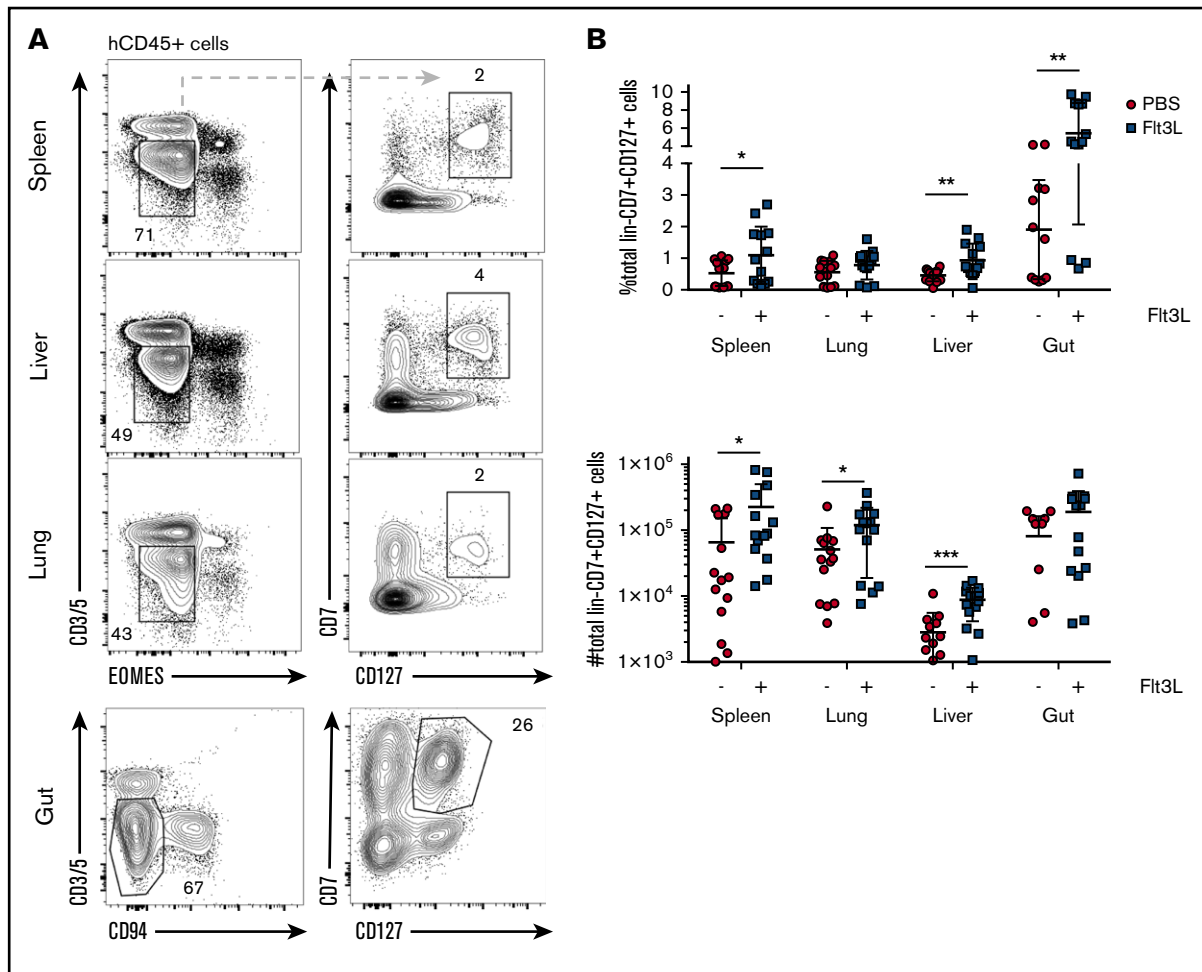 A
hCD45+ cells
Spleen
71
2
Liver
49
4
Lung
43
2
CD3/5
EOMES
CD7
CD127
Gut
67
26
CD3/5
CD94
CD7
CD127
B
%total lin-CD7+CD127+ cells
10
8
6
4
4
3
2
1
0
*
**
**
PBS
Flt3L
- + - + - + - + Flt3L
Spleen Lung Liver Gut
#total lin-CD7+CD127+ cells
1×10⁶
1×10⁵
1×10⁴
1×10³
*
*
***
- + - + - + - + Flt3L
Spleen Lung Liver Gut